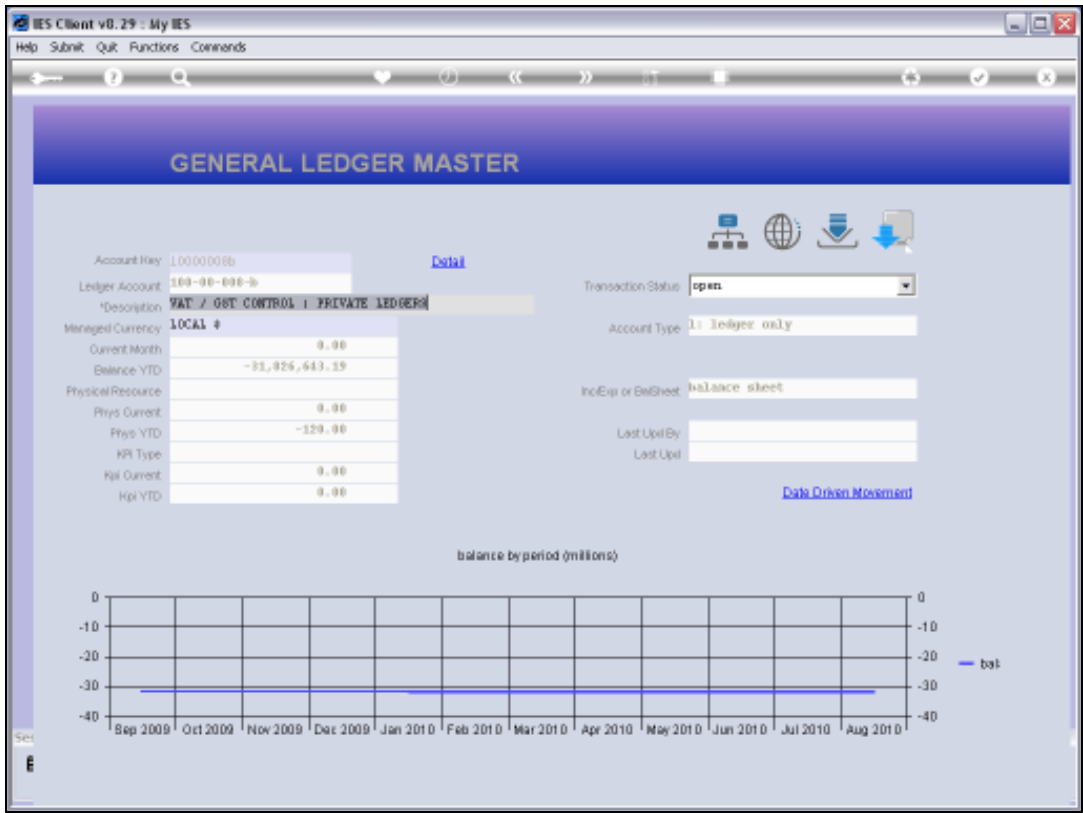 IES Client v8.29 : My IES
Help Submit Quit Functions Commands
GENERAL LEDGER MASTER
Account Key 10000008b
Detail
Ledger Account 100-00-008-b
Transaction Status open
*Description VAT / GST CONTROL : PRIVATE LEDGERS
Managed Currency LOCAL #
Account Type 1: ledger only
Current Month 0.00
Balance YTD -31,826,643.19
Physical Resource
Inc/Exp or BalSheet balance sheet
Phys Current 0.00
Phys YTD -120.00
Last Upd By
KPI Type
Last Upd
Kpi Current 0.00
Kpi YTD 0.00
Date Driven Movement
balance by period (millions)
0 0
-10 -10
-20 -20
bal:
-30 -30
-40 -40
Sep 2009 Oct 2009 Nov 2009 Dec 2009 Jan 2010 Feb 2010 Mar 2010 Apr 2010 May 2010 Jun 2010 Jul 2010 Aug 2010
Ses